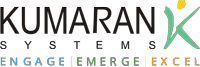 KUMARAN
SYSTEMS
ENGAGE | EMERGE | EXCEL